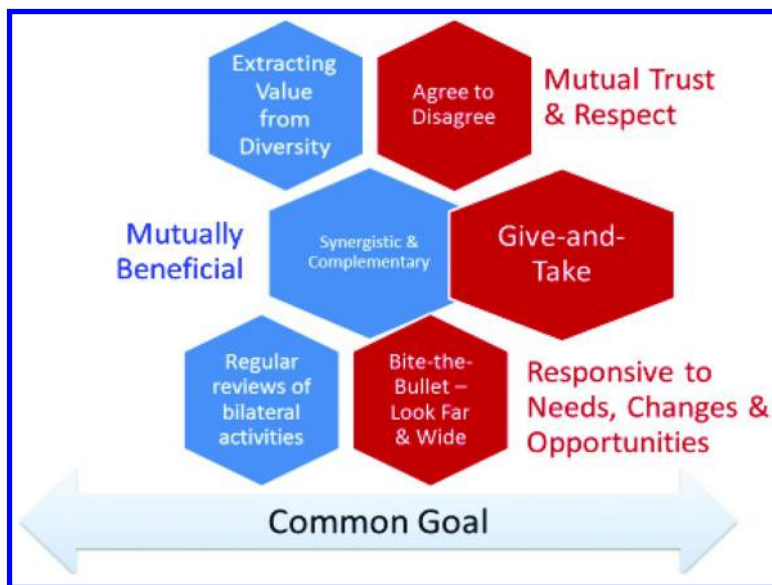 Extracting
Value
from
Diversity
Agree to
Disagree
Mutual Trust
& Respect
Mutually
Beneficial
Synergistic &
Complementary
Give-and-
Take
Regular
reviews of
bilateral
activities
Bite-the-
Bullet –
Look Far
& Wide
Responsive to
Needs, Changes &
Opportunities
Common Goal